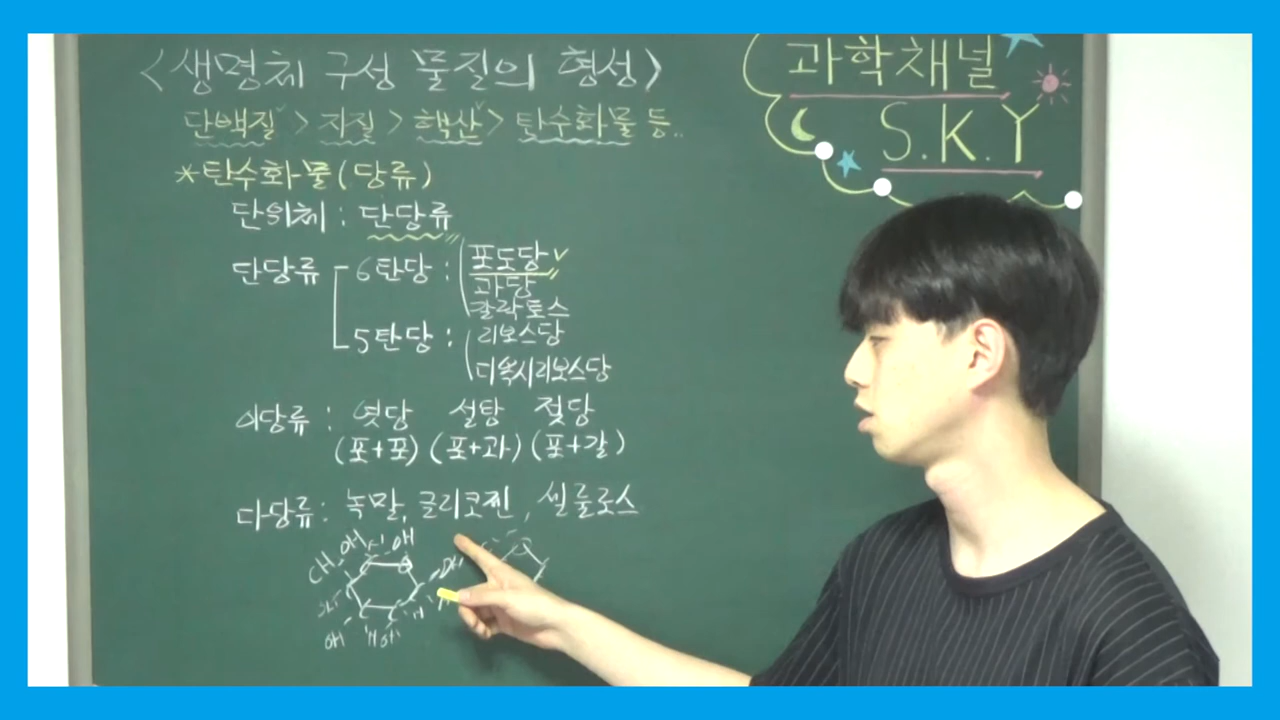 <생명체 구성 물질의 형성>
단백질 > 지질 > 핵산 > 탄수화물 등..
*탄수화물(당류)
단위체 : 단당류
단당류
6탄당 : 포도당
과당
갈락토스
5탄당 : 리보스당
디옥시리보스당
이당류 : 엿당 설탕 젖당
(포+포) (포+과) (포+갈)
다당류 : 녹말, 글리코젠, 셀룰로스
CH OH OH
OH H OH H
과학채널
S.K.Y